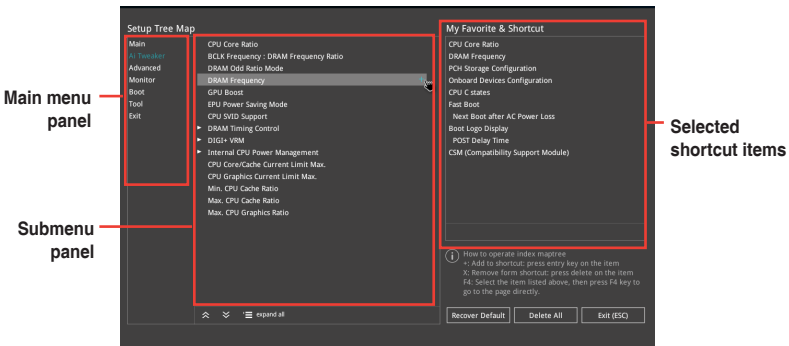 Setup Tree Map
Main
Ai Tweaker
Advanced
Monitor
Boot
Tool
Exit
CPU Core Ratio
BCLK Frequency : DRAM Frequency Ratio
DRAM Odd Ratio Mode
DRAM Frequency
GPU Boost
EPU Power Saving Mode
CPU SVID Support
DRAM Timing Control
DIGI+ VRM
Internal CPU Power Management
CPU Core/Cache Current Limit Max.
CPU Graphics Current Limit Max.
Min. CPU Cache Ratio
Max. CPU Cache Ratio
Max. CPU Graphics Ratio
expand all
My Favorite & Shortcut
CPU Core Ratio
DRAM Frequency
PCH Storage Configuration
Onboard Devices Configuration
CPU C states
Fast Boot
Next Boot after AC Power Loss
Boot Logo Display
POST Delay Time
CSM (Compatibility Support Module)
How to operate index maptree
+: Add to shortcut: press entry key on the item
X: Remove form shortcut: press delete on the item
F4: Select the item listed above, then press F4 key to
go to the page directly.
Recover Default
Delete All
Exit (ESC)
Main menu
panel
Submenu
panel
Selected
shortcut items